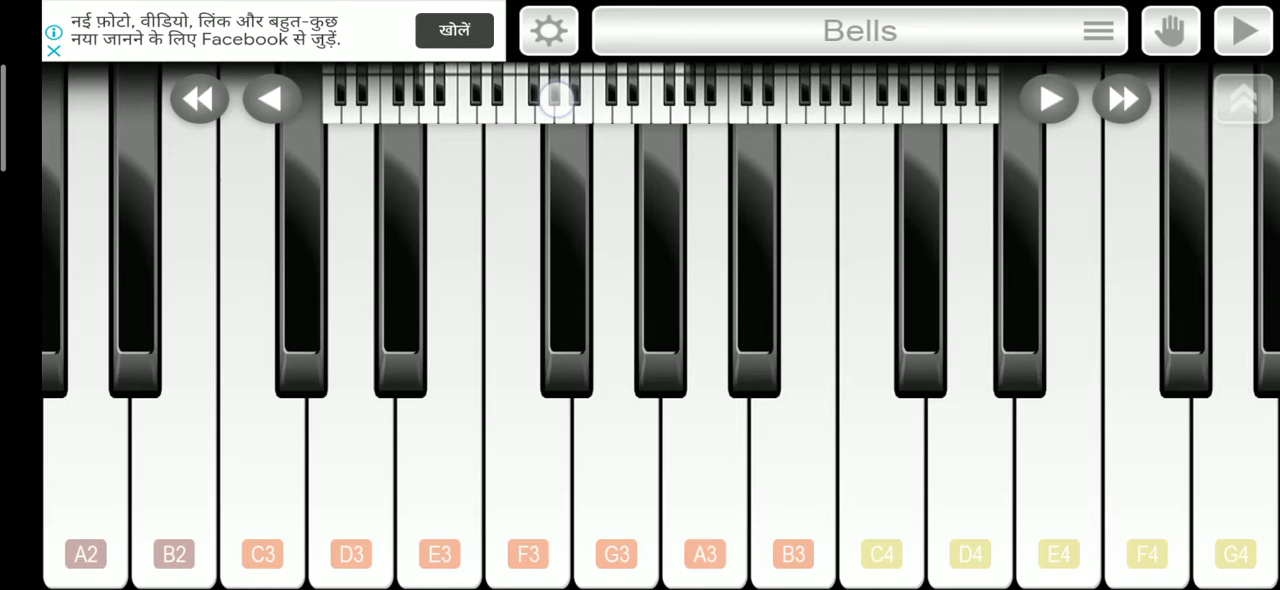 नई फ़ोटो, वीडियो, लिंक और बहुत-कुछ
नया जानने के लिए Facebook से जुड़ें.
खोलें
Bells
A2 B2 C3 D3 E3 F3 G3 A3 B3 C4 D4 E4 F4 G4